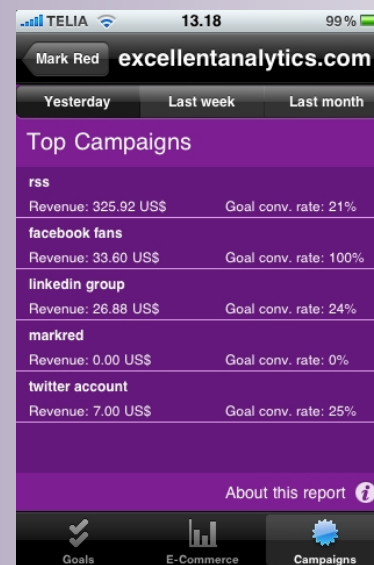 TELIA 13.18 99%
Mark Red excellentanalytics.com
Yesterday Last week Last month
Top Campaigns
rss
Revenue: 325.92 US$ Goal conv. rate: 21%
facebook fans
Revenue: 33.60 US$ Goal conv. rate: 100%
linkedin group
Revenue: 26.88 US$ Goal conv. rate: 24%
markred
Revenue: 0.00 US$ Goal conv. rate: 0%
twitter account
Revenue: 7.00 US$ Goal conv. rate: 25%
About this report i
Goals E-Commerce Campaigns